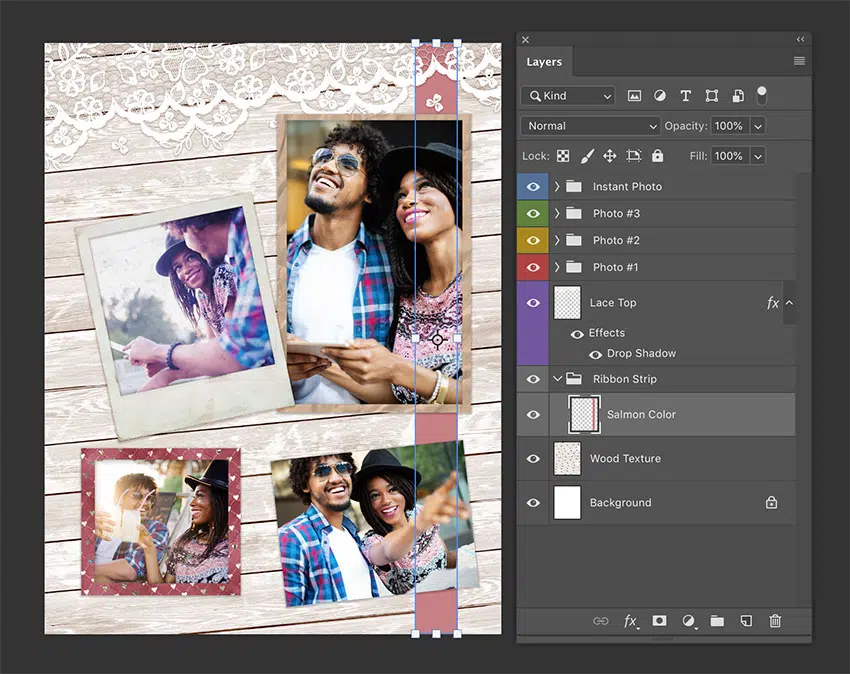 Layers
Kind
Normal Opacity: 100%
Lock: Fill: 100%
Instant Photo
Photo #3
Photo #2
Photo #1
Lace Top fx
Effects
Drop Shadow
Ribbon Strip
Salmon Color
Wood Texture
Background
fx